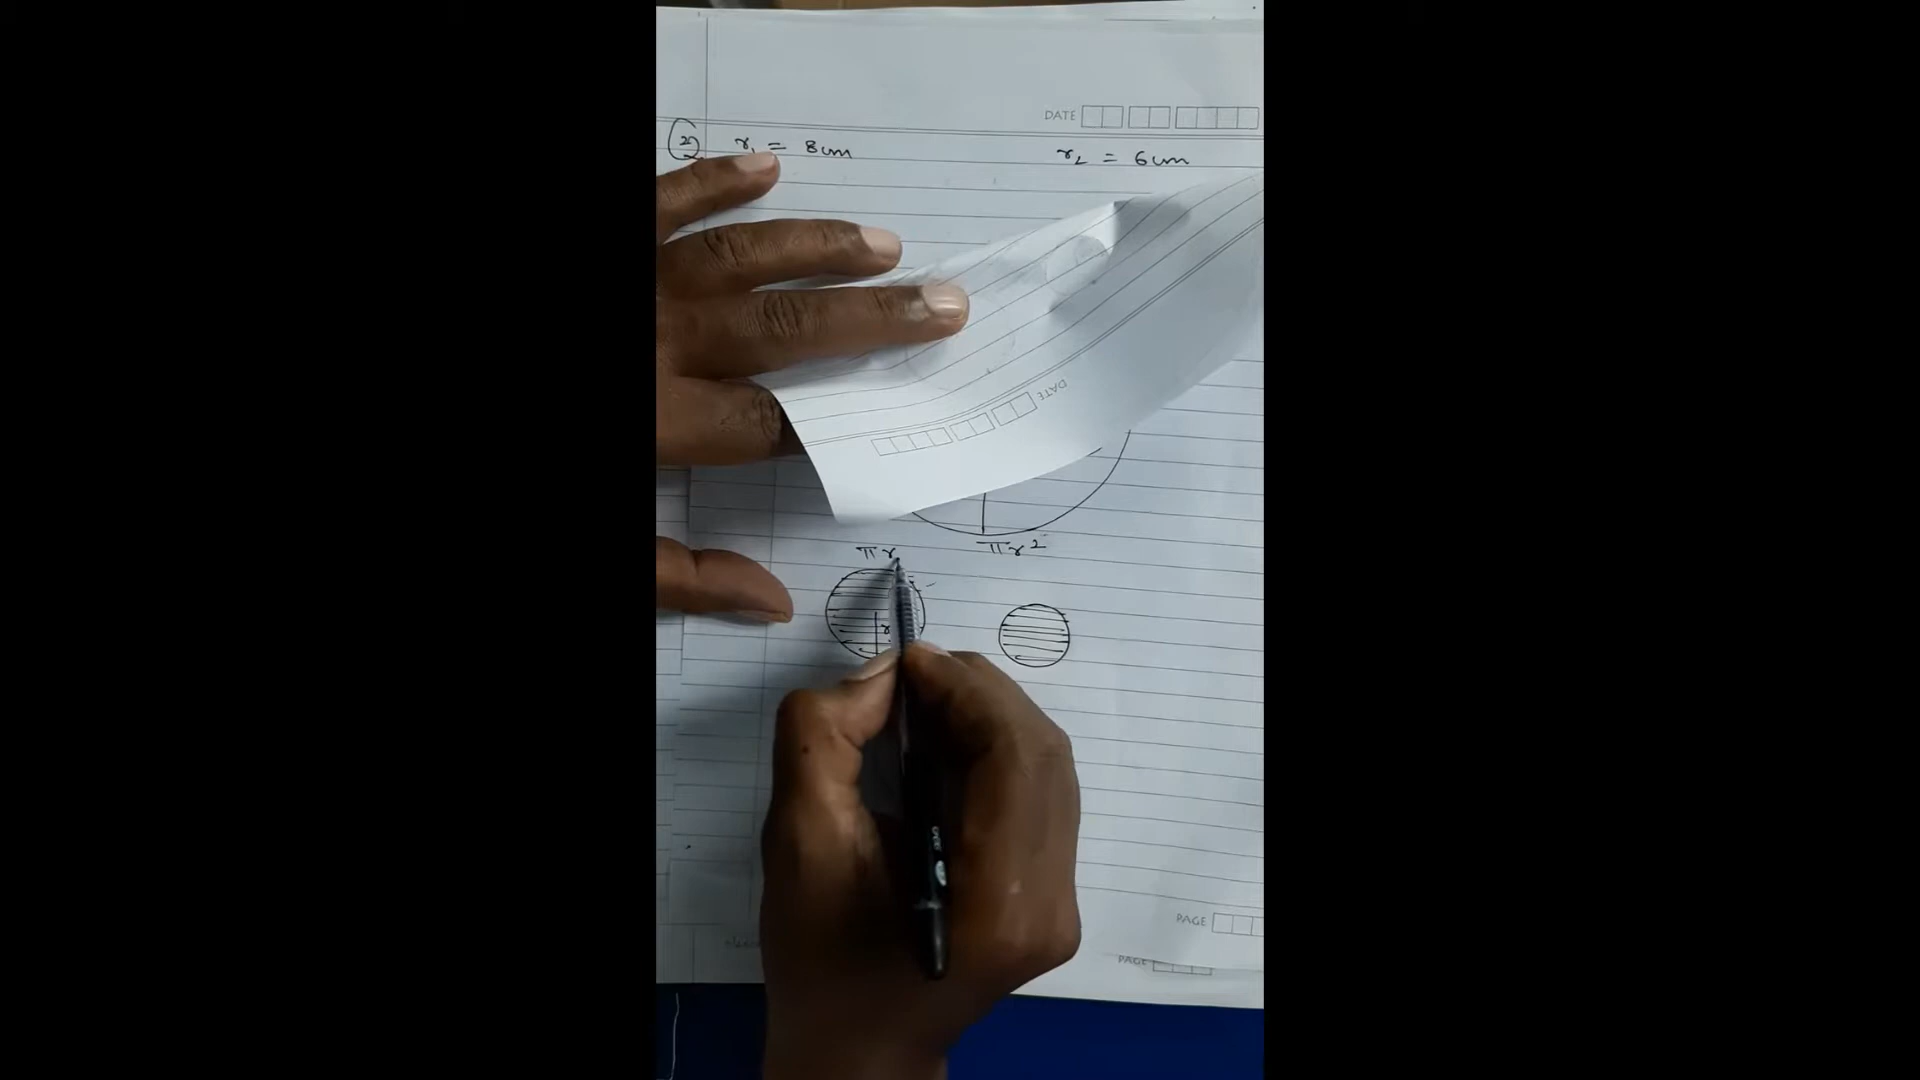 DATE
② r₁ = 8cm r₂ = 6cm
DATE
πr πr²
r
PAGE
PAGE